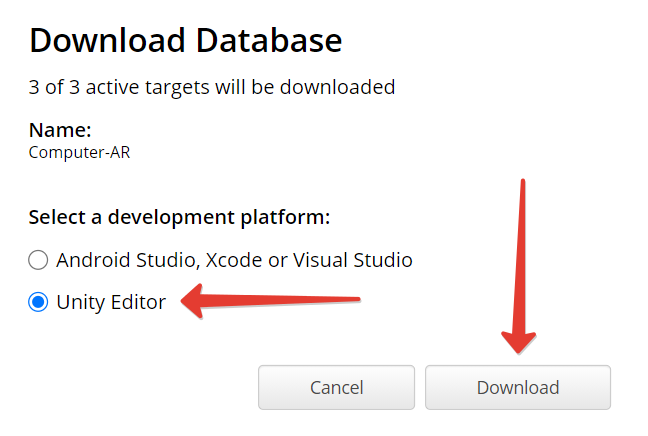 Download Database
3 of 3 active targets will be downloaded
Name:
Computer-AR
Select a development platform:
Android Studio, Xcode or Visual Studio
Unity Editor
Cancel
Download